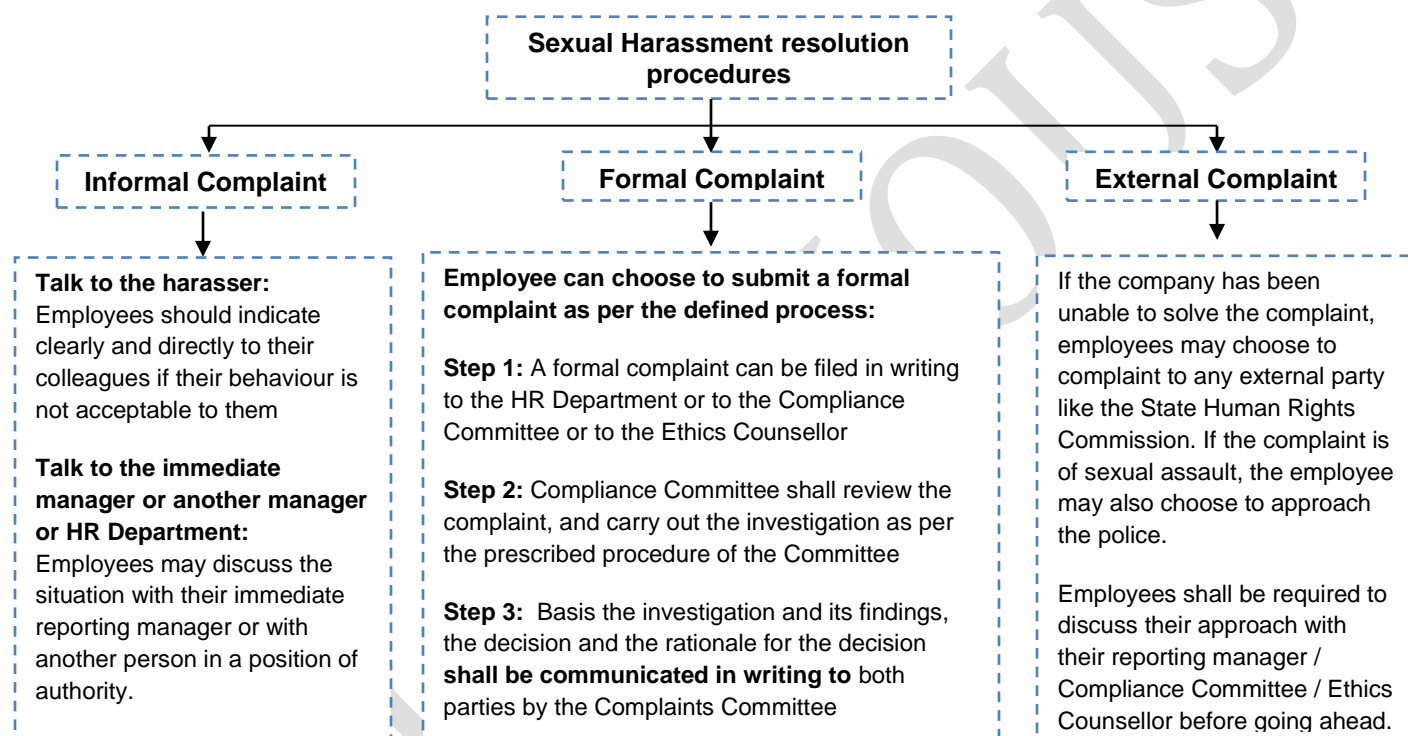 Sexual Harassment resolution
procedures
Informal Complaint
Formal Complaint
External Complaint
Talk to the harasser:
Employees should indicate
clearly and directly to their
colleagues if their behaviour is
not acceptable to them
Talk to the immediate
manager or another manager
or HR Department:
Employees may discuss the
situation with their immediate
reporting manager or with
another person in a position of
authority.
Employee can choose to submit a formal
complaint as per the defined process:
Step 1: A formal complaint can be filed in writing
to the HR Department or to the Compliance
Committee or to the Ethics Counsellor
Step 2: Compliance Committee shall review the
complaint, and carry out the investigation as per
the prescribed procedure of the Committee
Step 3: Basis the investigation and its findings,
the decision and the rationale for the decision
shall be communicated in writing to both
parties by the Complaints Committee
If the company has been
unable to solve the complaint,
employees may choose to
complaint to any external party
like the State Human Rights
Commission. If the complaint is
of sexual assault, the employee
may also choose to approach
the police.
Employees shall be required to
discuss their approach with
their reporting manager /
Compliance Committee / Ethics
Counsellor before going ahead.